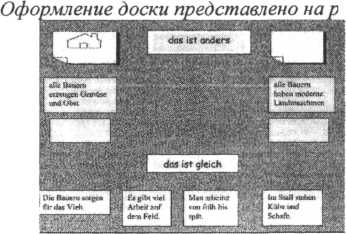 Оформление доски представлено на р
das ist anders
alle Bauern
erzeugen Gemüse
und Obst.
alle Bauern
haben moderne
Landmaschinen
das ist gleich
Die Bauern sorgen
für das Vieh.
Es gibt viel
Arbeit auf
dem Feld.
Man arbeitet
von früh bis
spät.
Im Stall stehen
Kühe und
Schafe.